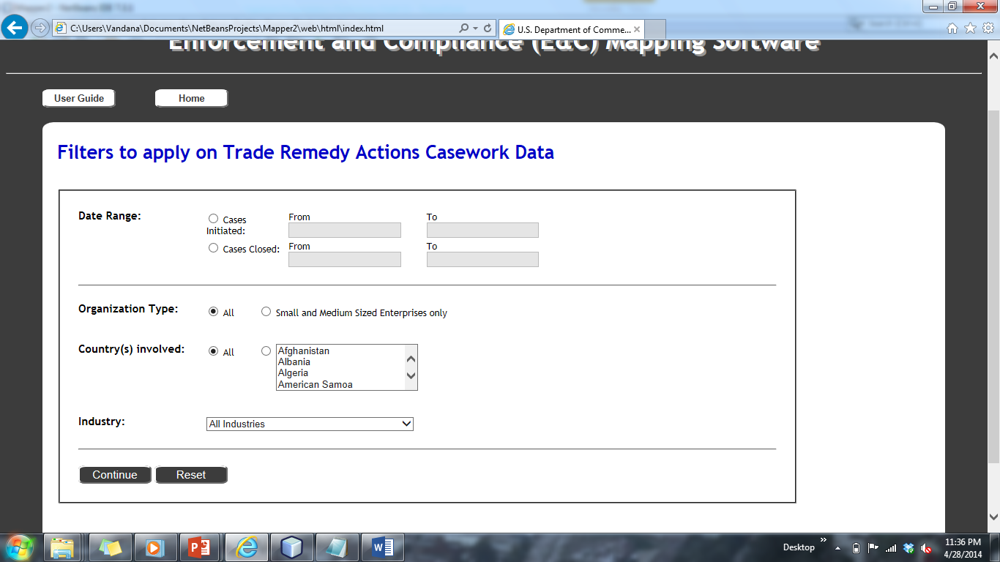 C:\Users\Vandana\Documents\NetBeansProjects\Mapper2\web\html\index.html
U.S. Department of Comme...
Enforcement and Compliance (E&C) Mapping Software
User Guide Home
Filters to apply on Trade Remedy Actions Casework Data
Date Range:
Cases Initiated:
From To
Cases Closed:
From To
Organization Type:
All Small and Medium Sized Enterprises only
Country(s) involved:
All
Afghanistan
Albania
Algeria
American Samoa
Industry:
All Industries
Continue Reset
Desktop
11:36 PM
4/28/2014